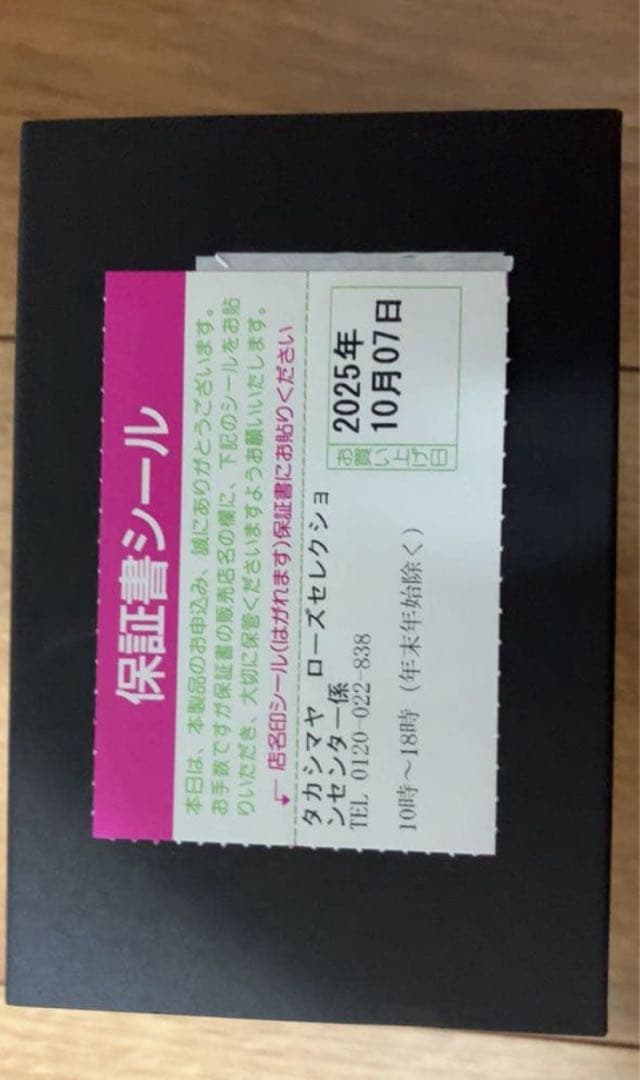 保証書シール
本日は、本製品のお申込み、誠にありがとうございます。
お手数ですが保証書の販売店名の欄に、下記のシールをお貼
りいただき、大切に保管くださいますようお願いいたします。
店名印シール(はがれます)保証書にお貼りください
タカシマヤ ローズセレクショ
ンセンター係
TEL 0120-022-838
10時～18時（年末年始除く）
お買い上げ日
2025年
10月07日